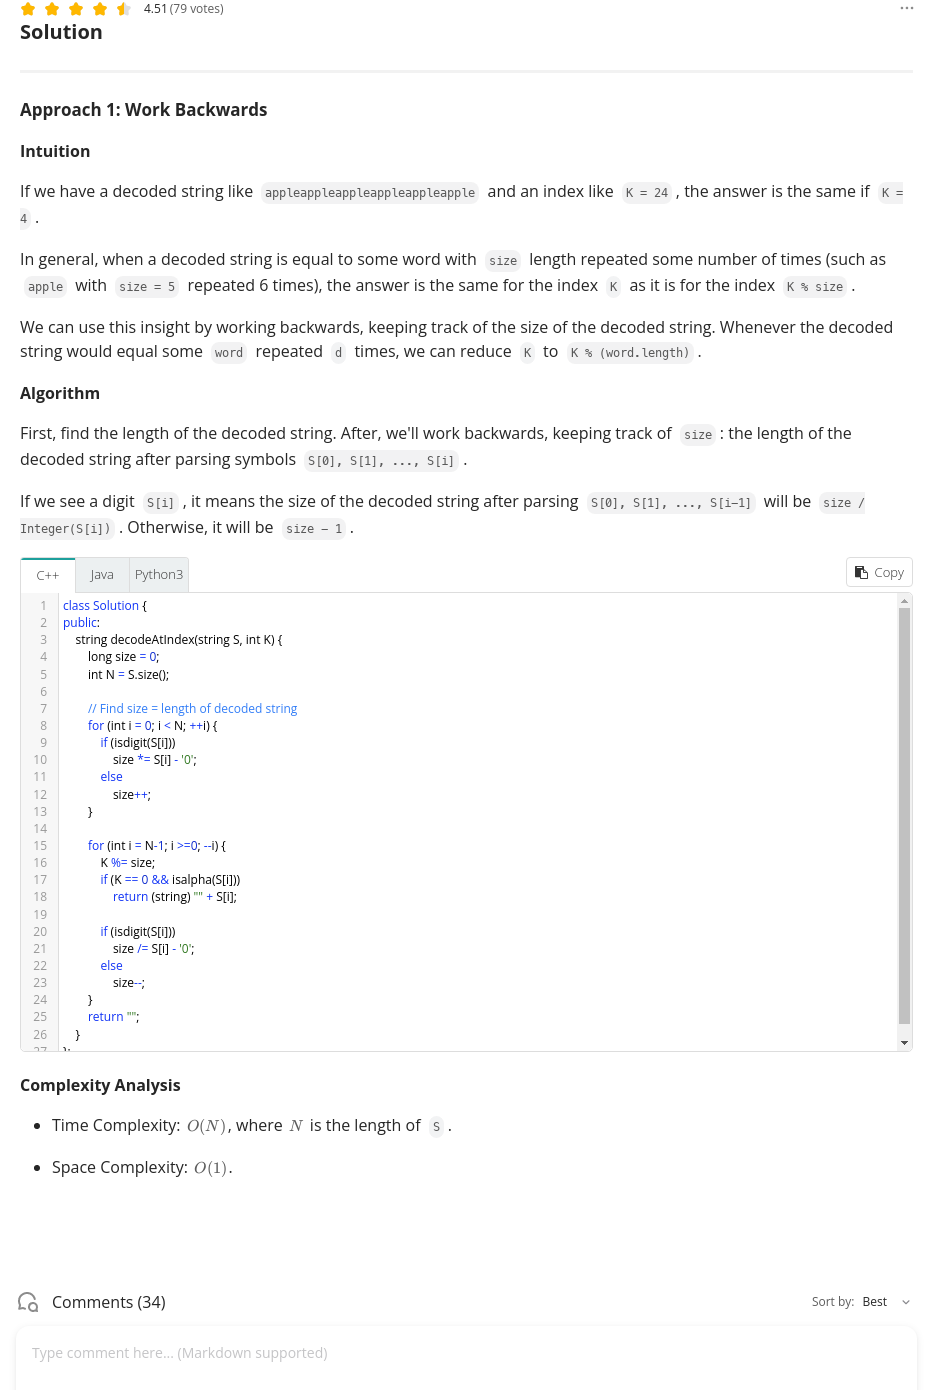 4.51 (79 votes)
Solution
Approach 1: Work Backwards
Intuition
If we have a decoded string like appleappleappleappleappleapple and an index like K = 24 , the answer is the same if K =
4 .
In general, when a decoded string is equal to some word with size length repeated some number of times (such as
apple with size = 5 repeated 6 times), the answer is the same for the index K as it is for the index K % size .
We can use this insight by working backwards, keeping track of the size of the decoded string. Whenever the decoded
string would equal some word repeated d times, we can reduce K to K % (word.length) .
Algorithm
First, find the length of the decoded string. After, we'll work backwards, keeping track of size : the length of the
decoded string after parsing symbols S[0], S[1], ..., S[i] .
If we see a digit S[i] , it means the size of the decoded string after parsing S[0], S[1], ..., S[i-1] will be size /
Integer(S[i]) . Otherwise, it will be size - 1 .
C++ Java Python3 Copy
1 class Solution {
2 public:
3 string decodeAtIndex(string S, int K) {
4 long size = 0;
5 int N = S.size();
6
7 // Find size = length of decoded string
8 for (int i = 0; i < N; ++i) {
9 if (isdigit(S[i]))
10 size *= S[i] - '0';
11 else
12 size++;
13 }
14
15 for (int i = N-1; i >=0; --i) {
16 K %= size;
17 if (K == 0 && isalpha(S[i]))
18 return (string) "" + S[i];
19
20 if (isdigit(S[i]))
21 size /= S[i] - '0';
22 else
23 size--;
24 }
25 return "";
26 }
27 };
Complexity Analysis
• Time Complexity: O(N), where N is the length of S .
• Space Complexity: O(1).
Comments (34) Sort by: Best
Type comment here... (Markdown supported)